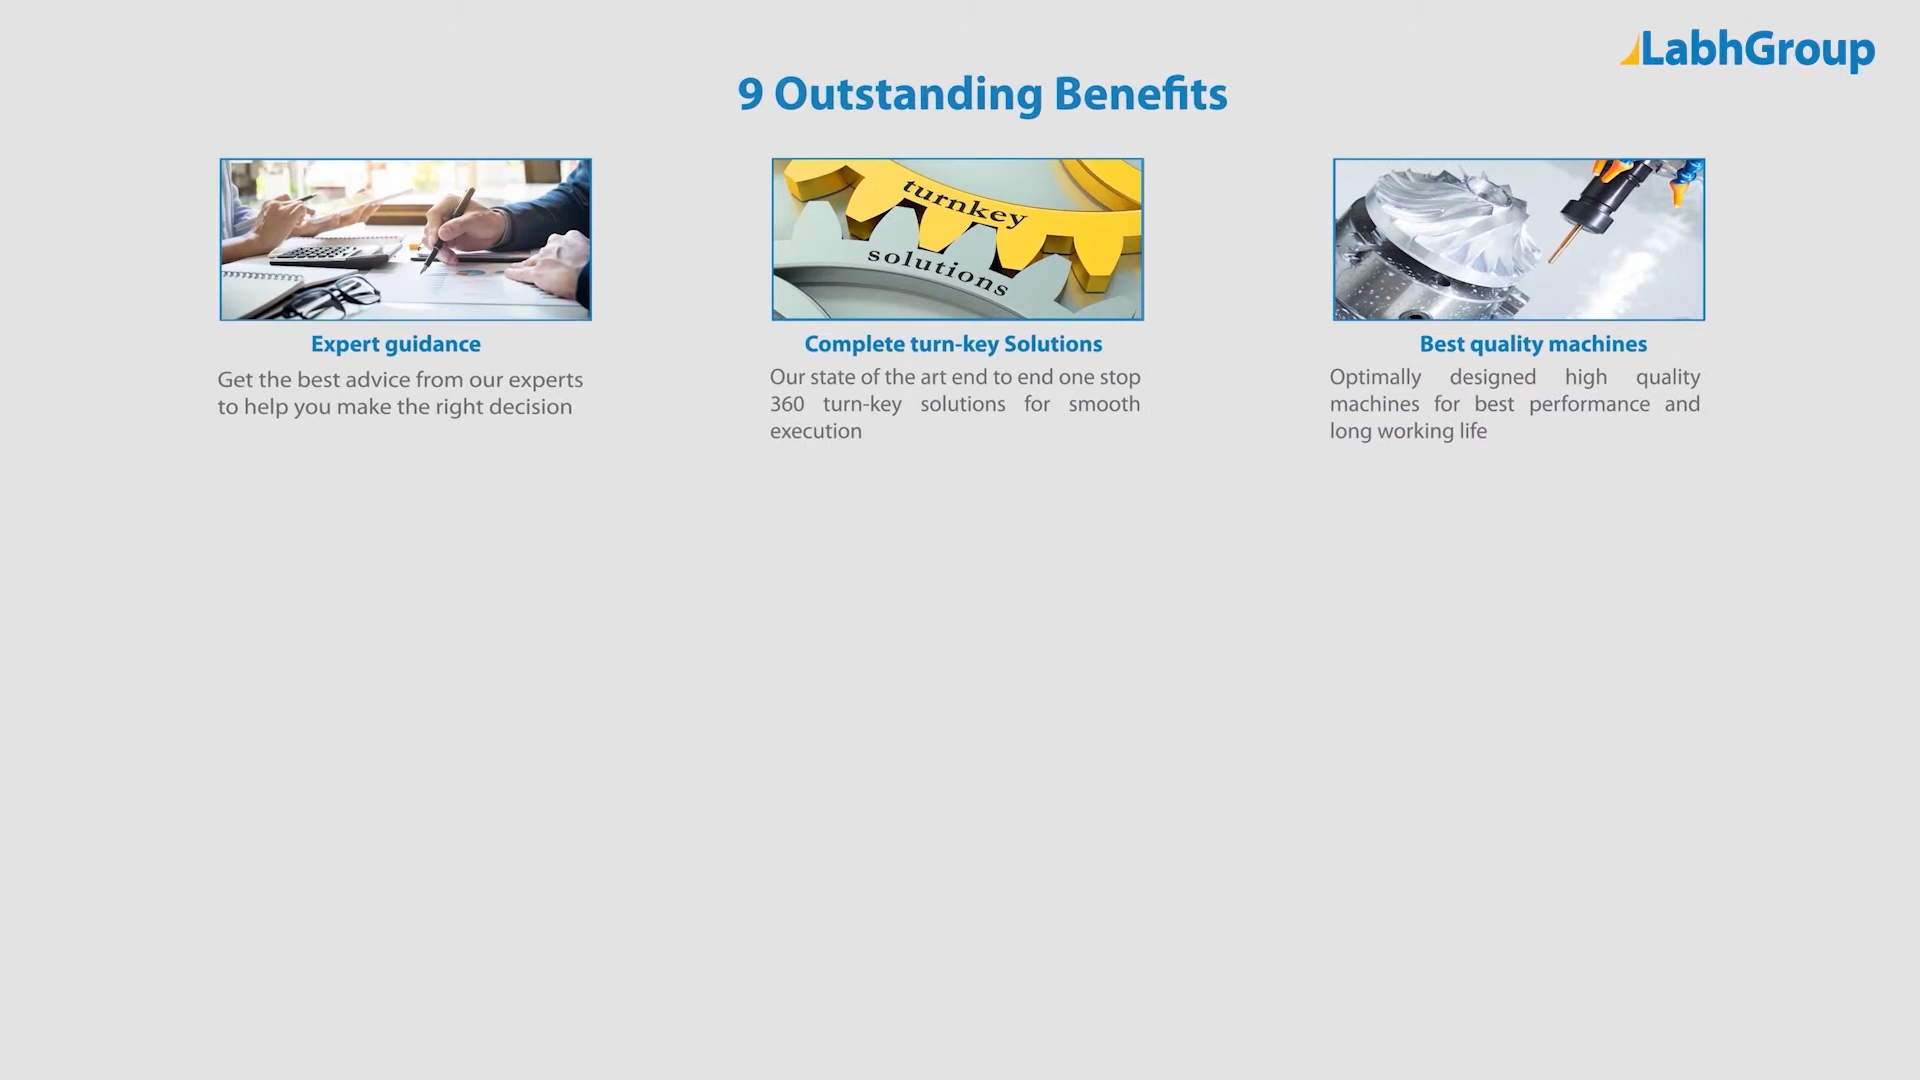 LabhGroup
9 Outstanding Benefits
turnkey
solutions
Expert guidance
Get the best advice from our experts
to help you make the right decision
Complete turn-key Solutions
Our state of the art end to end one stop
360 turn-key solutions for smooth
execution
Best quality machines
Optimally designed high quality
machines for best performance and
long working life